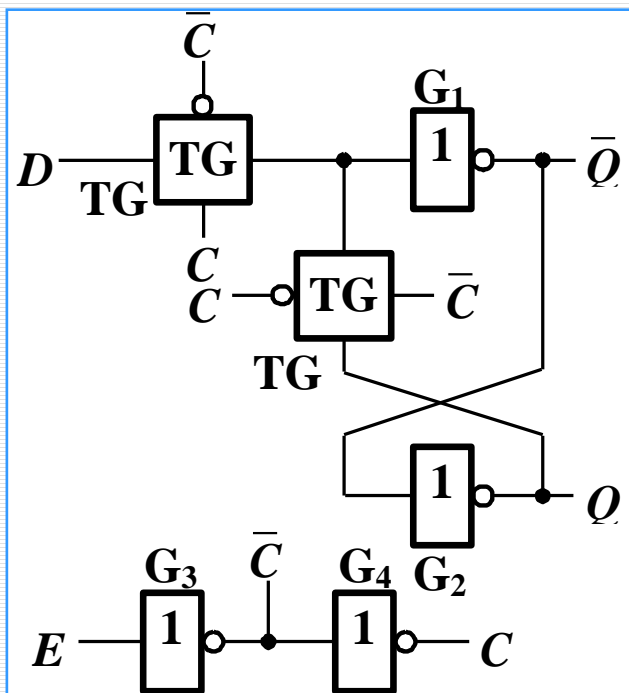 C̅
G₁
D TG 1 Q̅
TG
C
C TG C̅
TG
1 Q
G₂
G₃ C̅ G₄
E 1 1 C